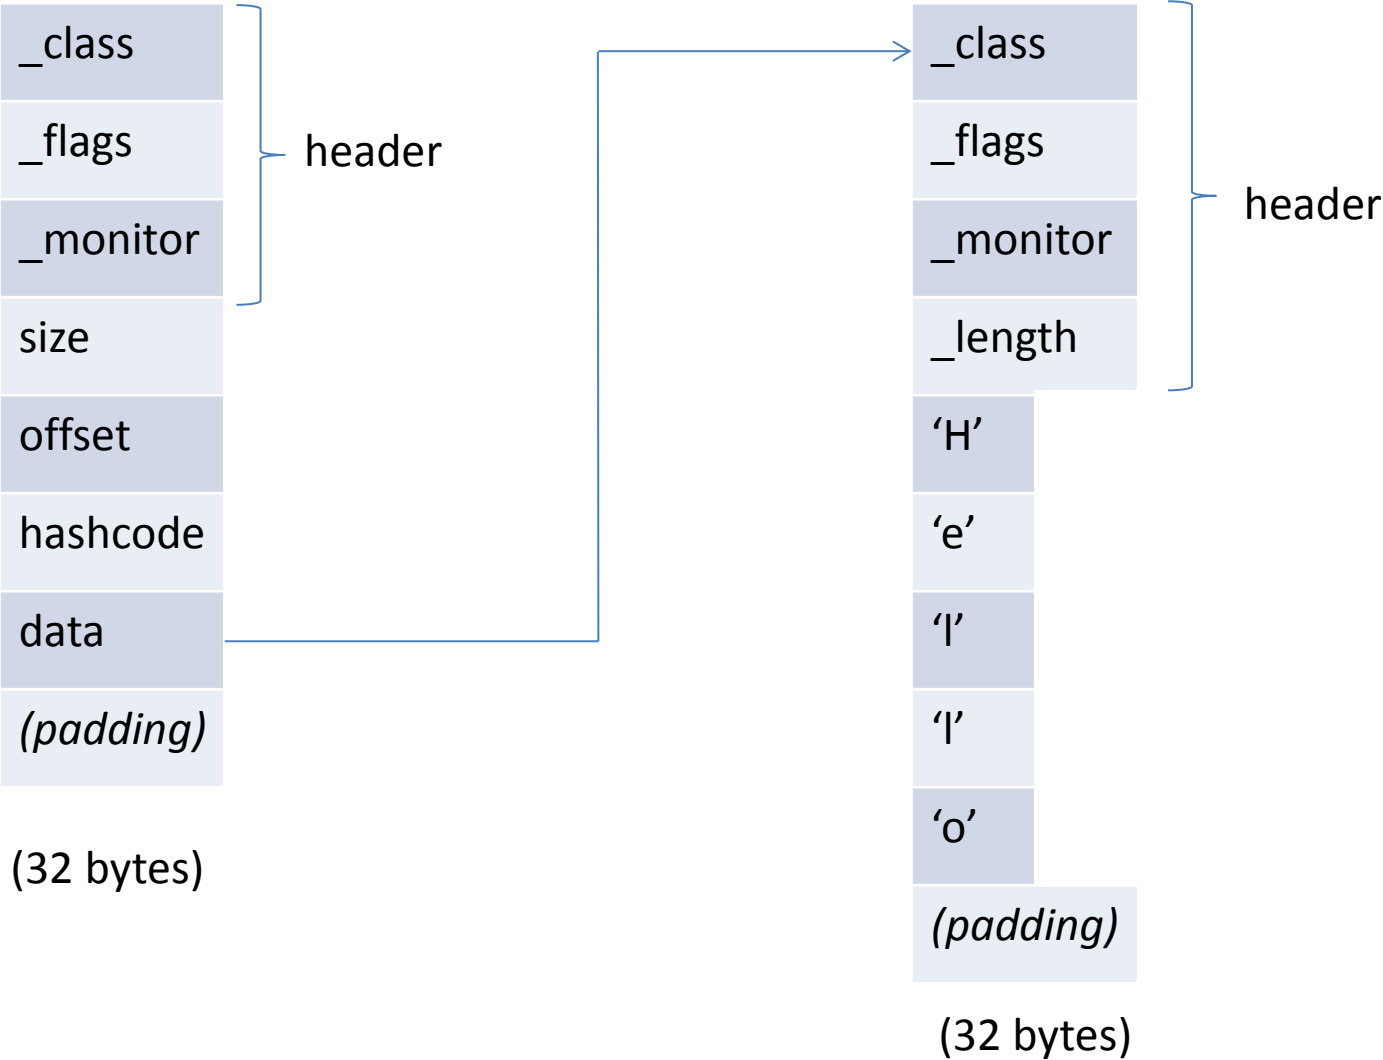 _class
_flags
_monitor
header
size
offset
hashcode
data
(padding)
(32 bytes)
_class
_flags
_monitor
_length
header
‘H’
‘e’
‘l’
‘l’
‘o’
(padding)
(32 bytes)